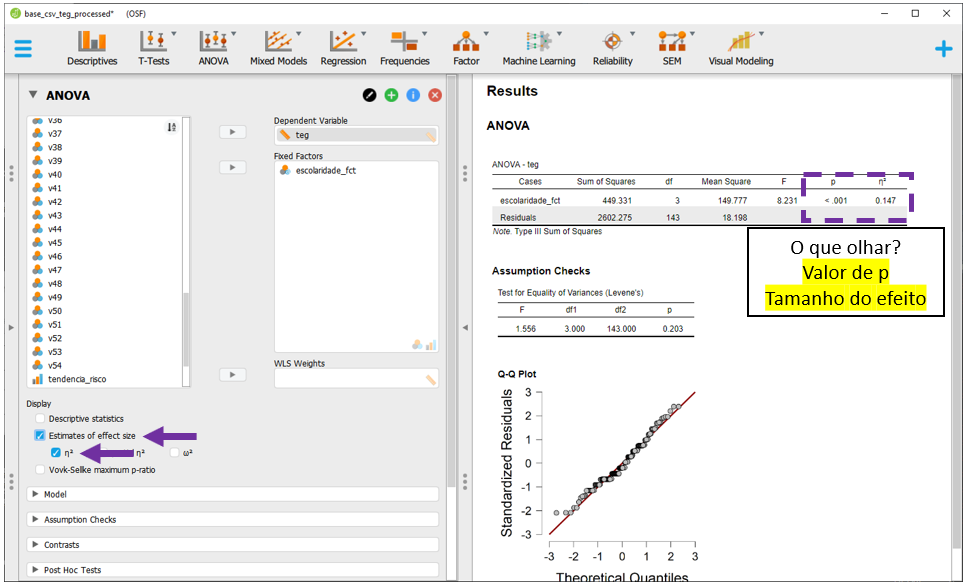 base_csv_teg_processed* (OSF)
Descriptives
T-Tests
ANOVA
Mixed Models
Regression
Frequencies
Factor
Machine Learning
Reliability
SEM
Visual Modeling
ANOVA
v36
v37
v38
v39
v40
v41
v42
v43
v44
v45
v46
v47
v48
v49
v50
v51
v52
v53
v54
tendencia_risco
Dependent Variable
teg
Fixed Factors
escolaridade_fct
WLS Weights
Display
Descriptive statistics
Estimates of effect size
η² η² ω²
Vovk-Sellke maximum p-ratio
Model
Assumption Checks
Contrasts
Post Hoc Tests
Results
ANOVA
ANOVA - teg
Cases Sum of Squares df Mean Square F p η²
escolaridade_fct 449.331 3 149.777 8.231 < .001 0.147
Residuals 2602.275 143 18.198
Note. Type III Sum of Squares
O que olhar?
Valor de p
Tamanho do efeito
Assumption Checks
Test for Equality of Variances (Levene's)
F df1 df2 p
1.556 3.000 143.000 0.203
Q-Q Plot
Standardized Residuals
3
2
1
0
-1
-2
-3
-3 -2 -1 0 1 2 3
Theoretical Quantiles